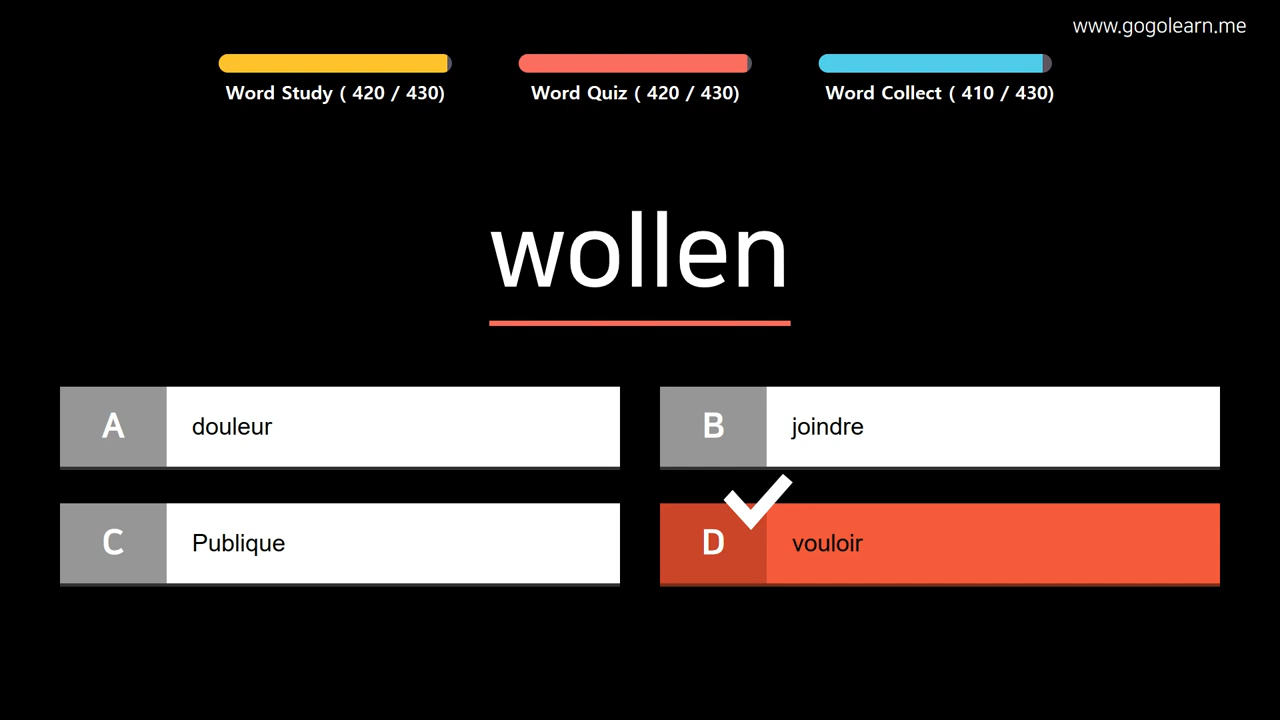 www.gogolearn.me
Word Study ( 420 / 430)
Word Quiz ( 420 / 430)
Word Collect ( 410 / 430)
wollen
A douleur
B joindre
C Publique
D vouloir